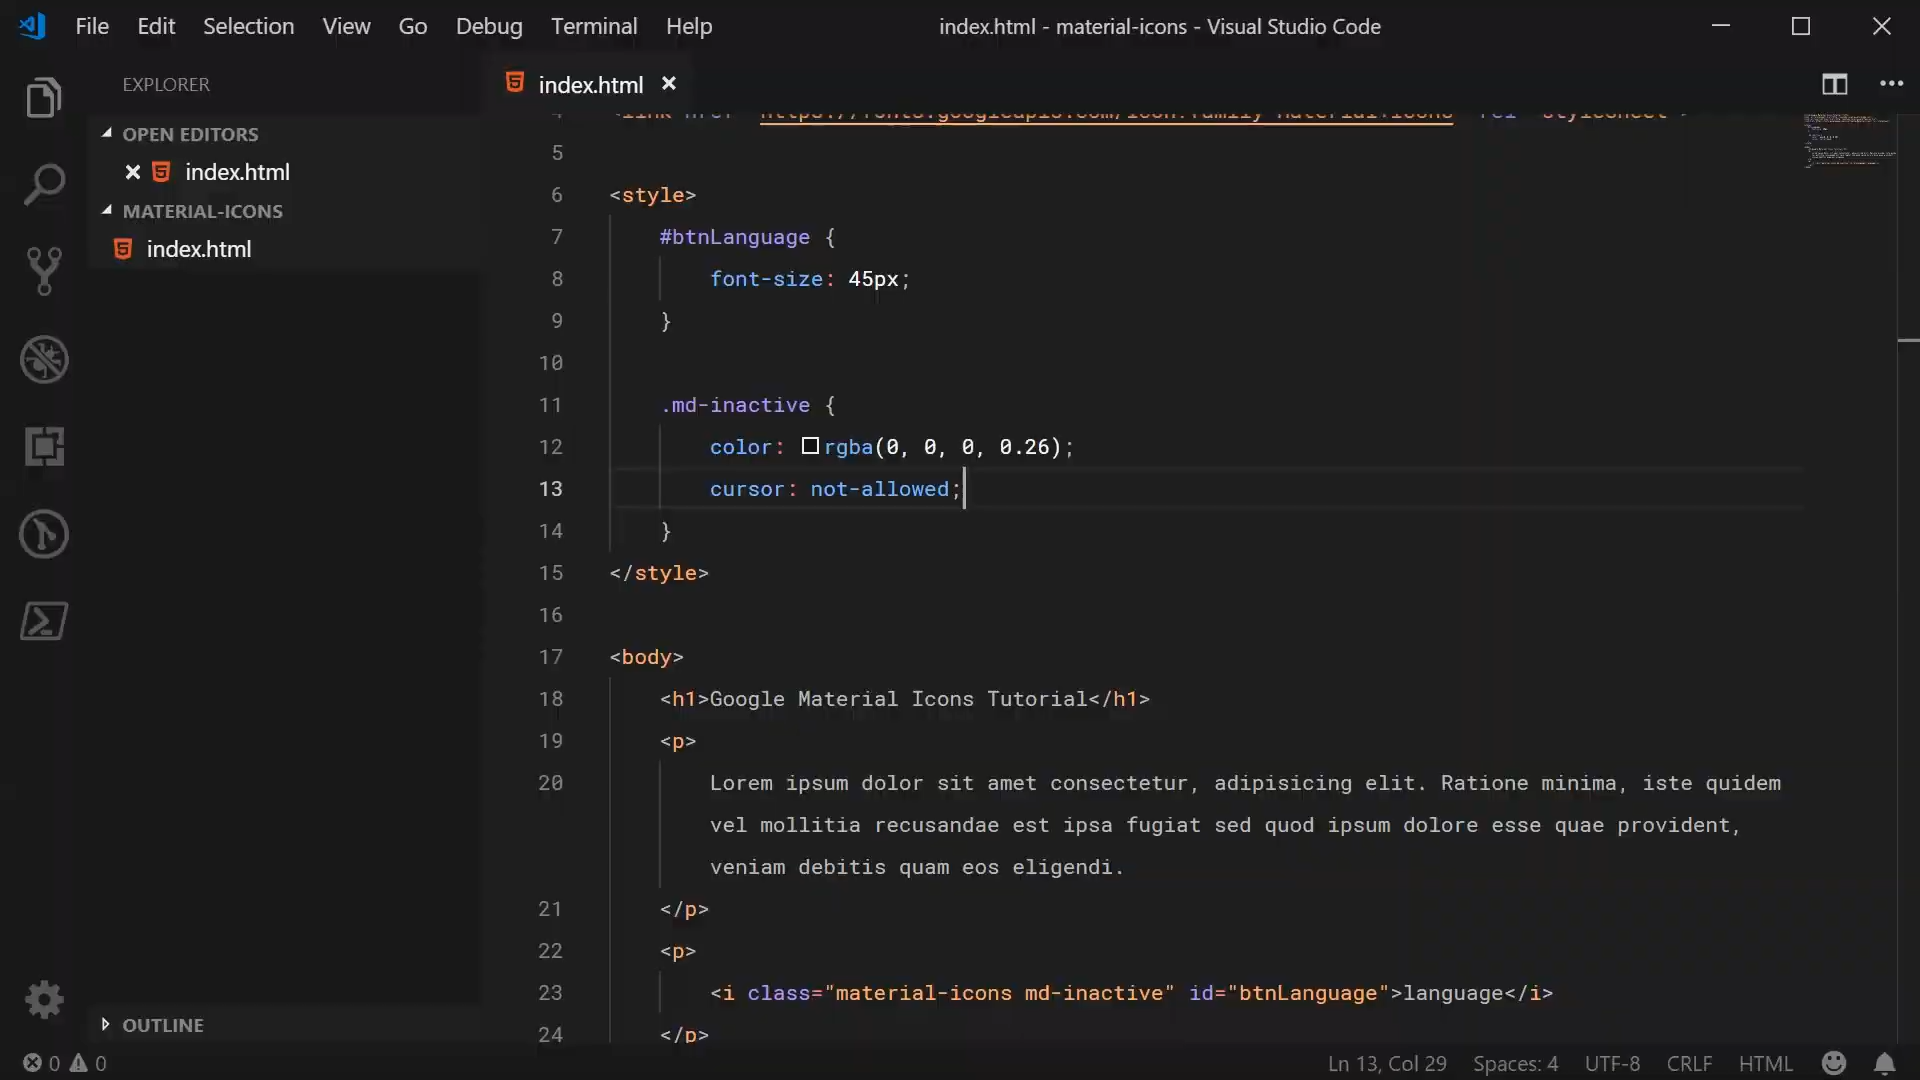 File Edit Selection View Go Debug Terminal Help
index.html - material-icons - Visual Studio Code
EXPLORER
OPEN EDITORS
index.html
MATERIAL-ICONS
index.html
OUTLINE
index.html
5
6 <style>
7 #btnLanguage {
8 font-size: 45px;
9 }
10
11 .md-inactive {
12 color: rgba(0, 0, 0, 0.26);
13 cursor: not-allowed;
14 }
15 </style>
16
17 <body>
18 <h1>Google Material Icons Tutorial</h1>
19 <p>
20 Lorem ipsum dolor sit amet consectetur, adipisicing elit. Ratione minima, iste quidem
vel mollitia recusandae est ipsa fugiat sed quod ipsum dolore esse quae provident,
veniam debitis quam eos eligendi.
21 </p>
22 <p>
23 <i class="material-icons md-inactive" id="btnLanguage">language</i>
24 </p>
0 0
Ln 13, Col 29 Spaces: 4 UTF-8 CRLF HTML